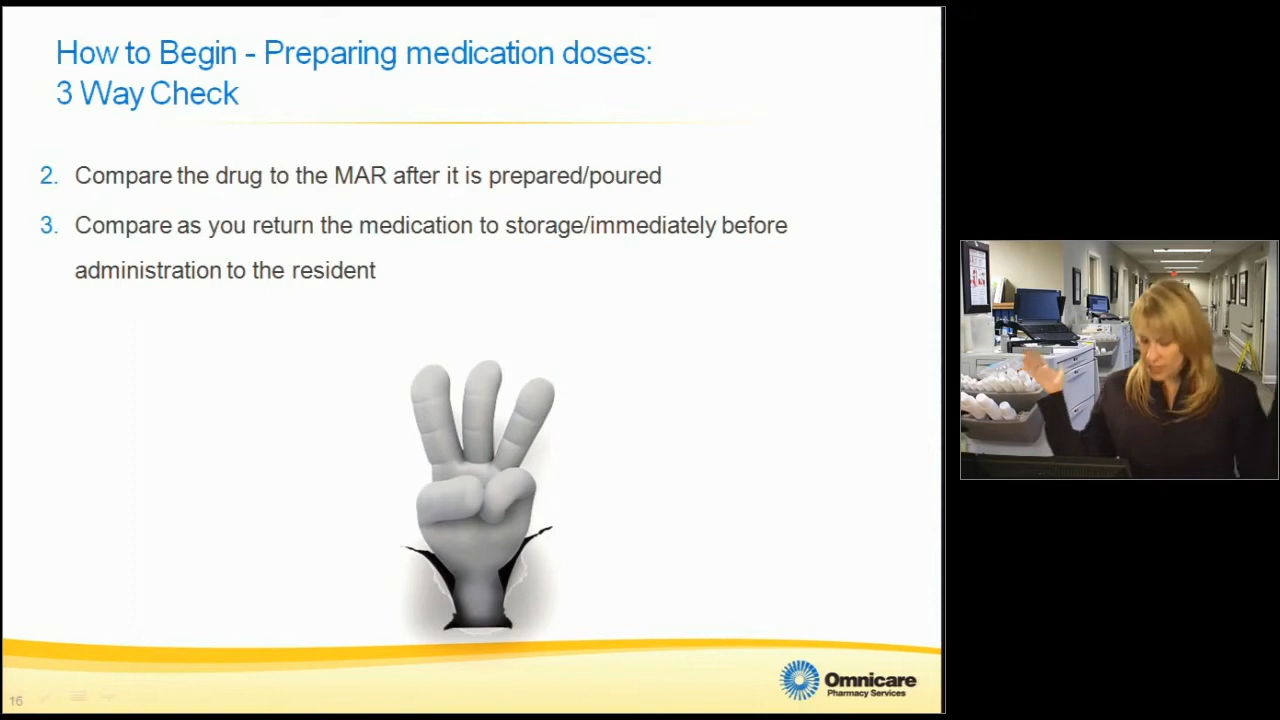 How to Begin - Preparing medication doses:
3 Way Check
2. Compare the drug to the MAR after it is prepared/poured
3. Compare as you return the medication to storage/immediately before
administration to the resident
Omnicare
Pharmacy Services
16